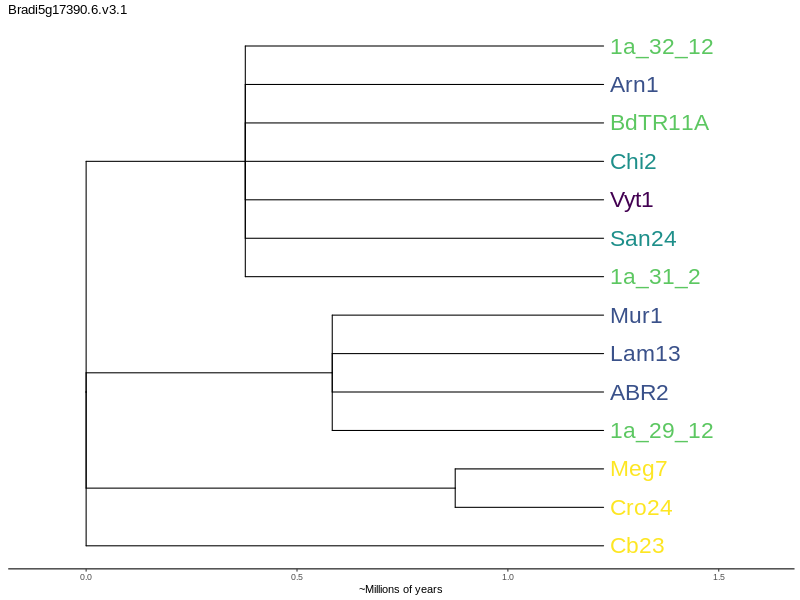 Bradi5g17390.6.v3.1
1a_32_12
Arn1
BdTR11A
Chi2
Vyt1
San24
1a_31_2
Mur1
Lam13
ABR2
1a_29_12
Meg7
Cro24
Cb23
0.0 0.5 1.0 1.5
~Millions of years